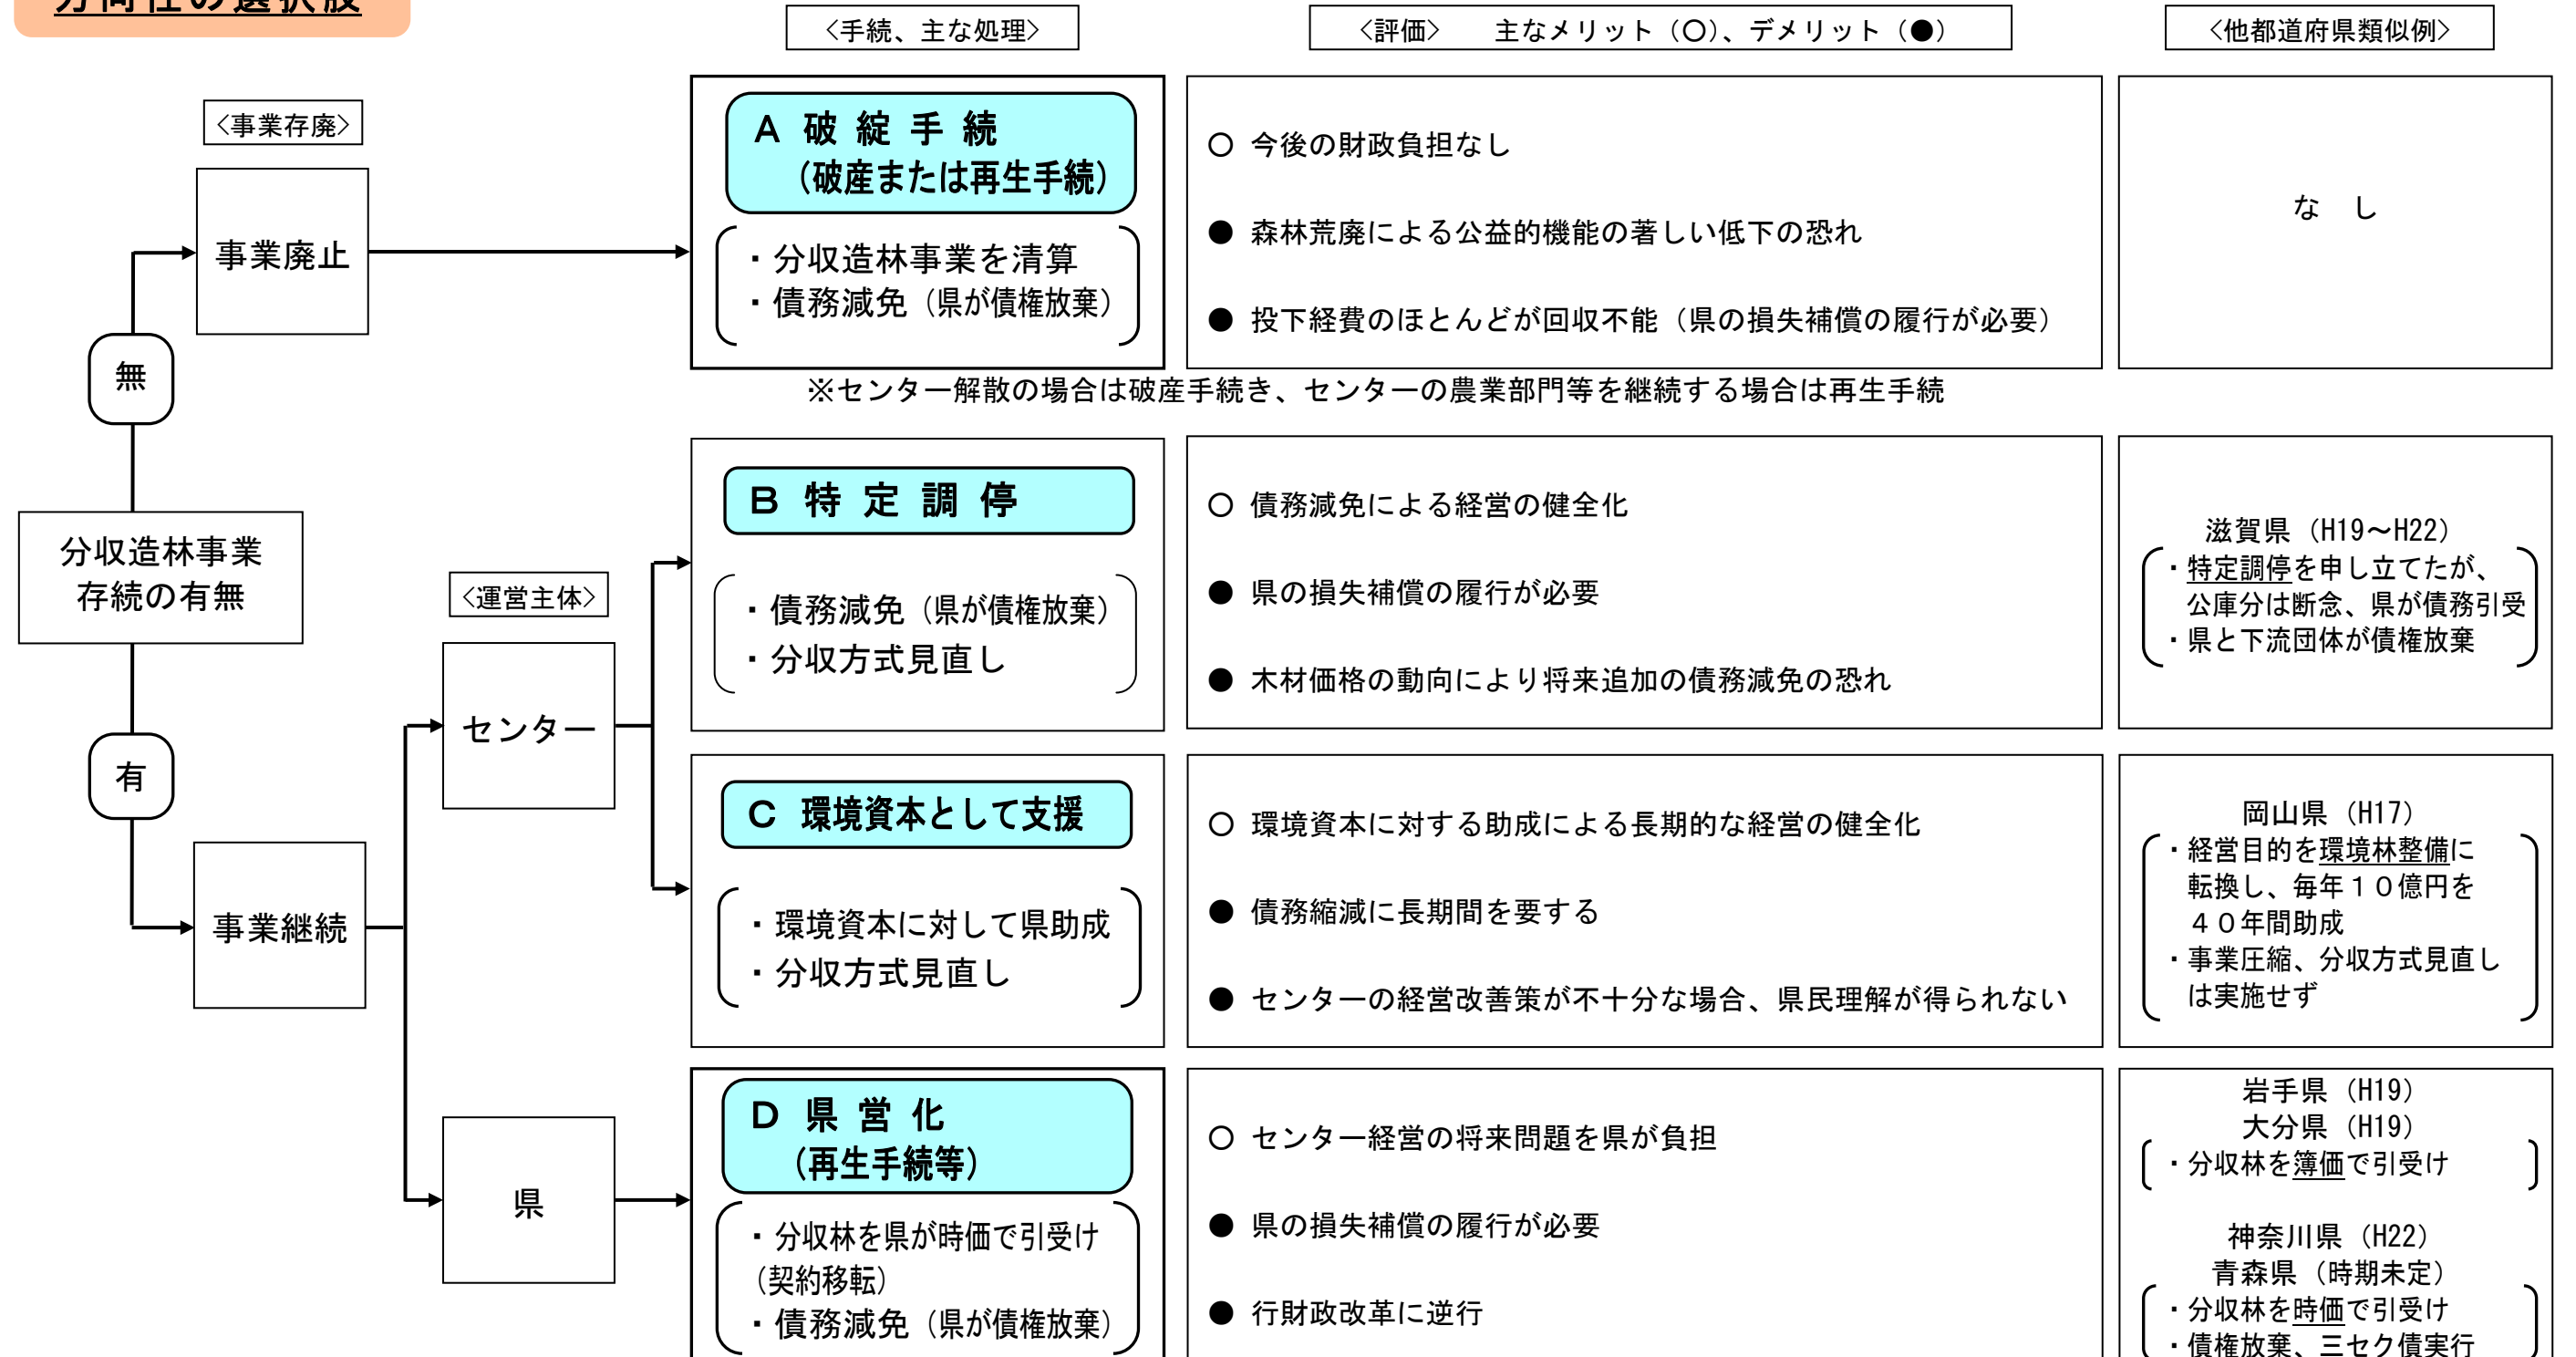 方向性の選択肢
〈手続、主な処理〉
〈評価〉　主なメリット（○）、デメリット（●）
〈他都道府県類似例〉
〈事業存廃〉
事業廃止
無
分収造林事業
存続の有無
有
事業継続
〈運営主体〉
センター
県
A 破 綻 手 続
（破産または再生手続）
・分収造林事業を清算
・債務減免（県が債権放棄）
○ 今後の財政負担なし
● 森林荒廃による公益的機能の著しい低下の恐れ
● 投下経費のほとんどが回収不能（県の損失補償の履行が必要）
な し
※センター解散の場合は破産手続き、センターの農業部門等を継続する場合は再生手続
B 特 定 調 停
・債務減免（県が債権放棄）
・分収方式見直し
○ 債務減免による経営の健全化
● 県の損失補償の履行が必要
● 木材価格の動向により将来追加の債務減免の恐れ
滋賀県（H19～H22）
・特定調停を申し立てたが、
公庫分は断念、県が債務引受
・県と下流団体が債権放棄
C 環境資本として支援
・環境資本に対して県助成
・分収方式見直し
○ 環境資本に対する助成による長期的な経営の健全化
● 債務縮減に長期間を要する
● センターの経営改善策が不十分な場合、県民理解が得られない
岡山県（H17）
・経営目的を環境林整備に
転換し、毎年１０億円を
４０年間助成
・事業圧縮、分収方式見直し
は実施せず
D 県 営 化
（再生手続等）
・分収林を県が時価で引受け
（契約移転）
・債務減免（県が債権放棄）
○ センター経営の将来問題を県が負担
● 県の損失補償の履行が必要
● 行財政改革に逆行
岩手県（H19）
大分県（H19）
・分収林を簿価で引受け
神奈川県（H22）
青森県（時期未定）
・分収林を時価で引受け
・債権放棄、三セク債実行